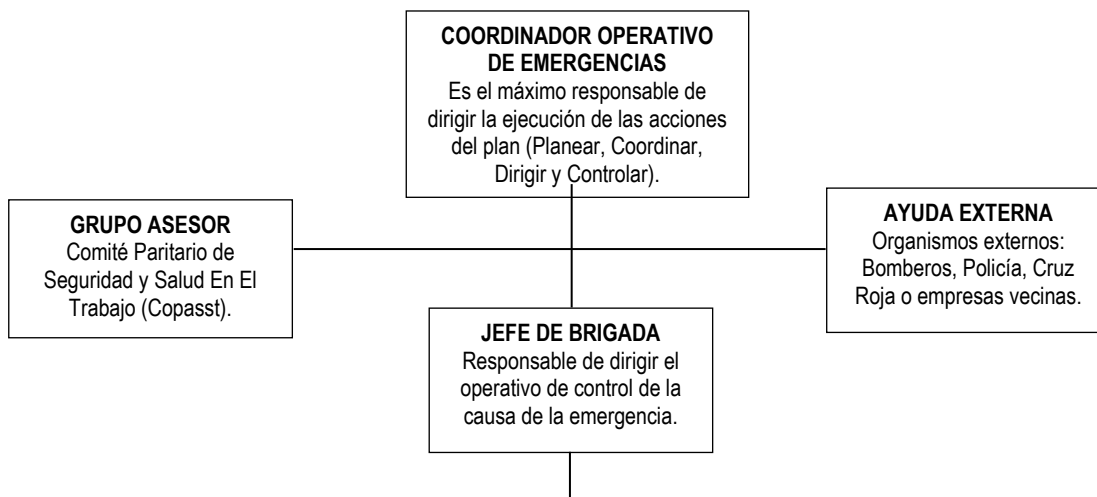 COORDINADOR OPERATIVO
DE EMERGENCIAS
Es el máximo responsable de
dirigir la ejecución de las acciones
del plan (Planear, Coordinar,
Dirigir y Controlar).
GRUPO ASESOR
Comité Paritario de
Seguridad y Salud En El
Trabajo (Copasst).
AYUDA EXTERNA
Organismos externos:
Bomberos, Policía, Cruz
Roja o empresas vecinas.
JEFE DE BRIGADA
Responsable de dirigir el
operativo de control de la
causa de la emergencia.